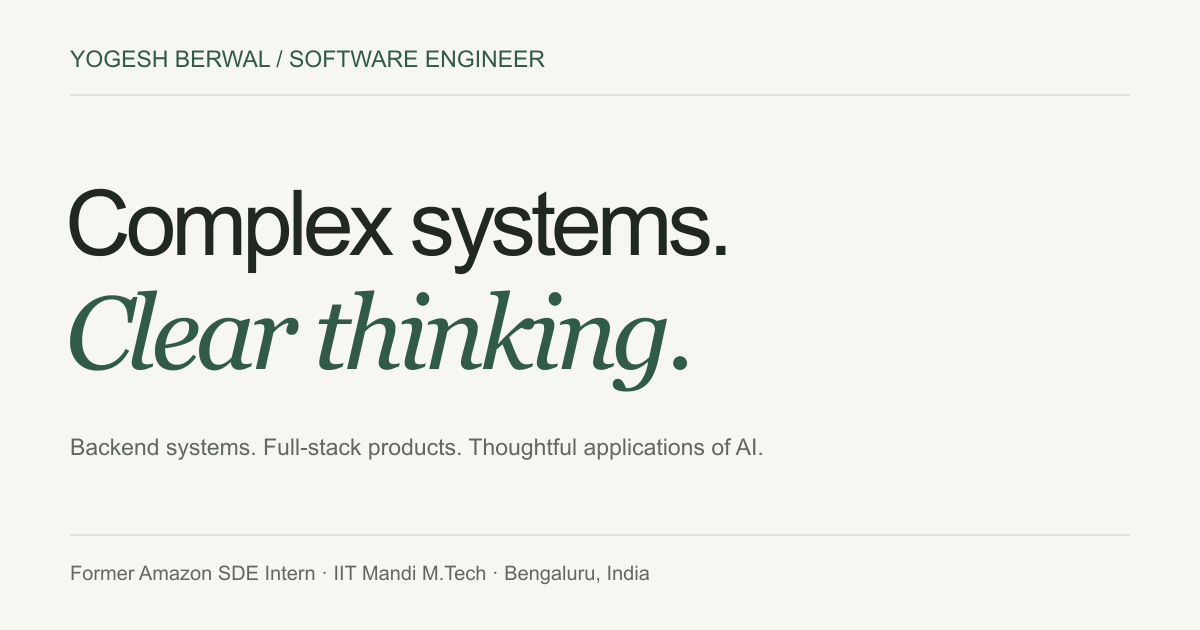 YOGESH BERWAL / SOFTWARE ENGINEER
Complex systems.
Clear thinking.
Backend systems. Full-stack products. Thoughtful applications of AI.
Former Amazon SDE Intern · IIT Mandi M.Tech · Bengaluru, India